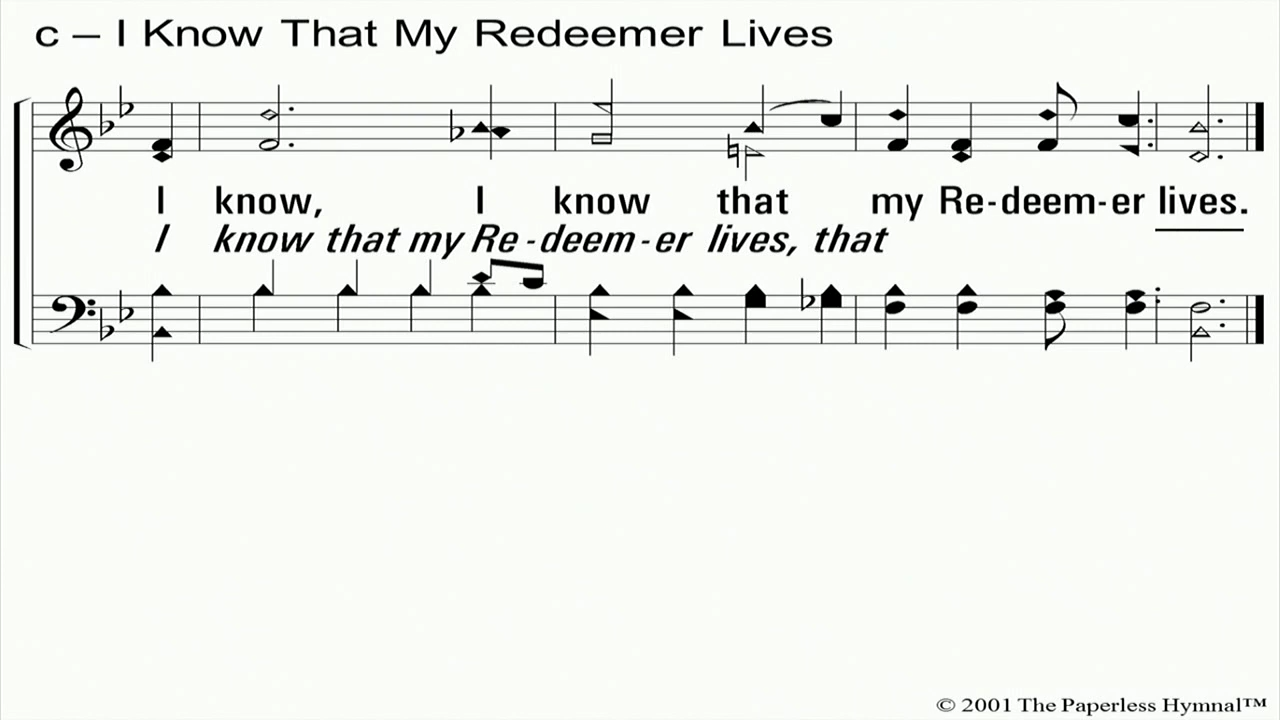 c – I Know That My Redeemer Lives
I know, I know that my Re-deem-er lives.
I know that my Re-deem-er lives, that
© 2001 The Paperless Hymnal™